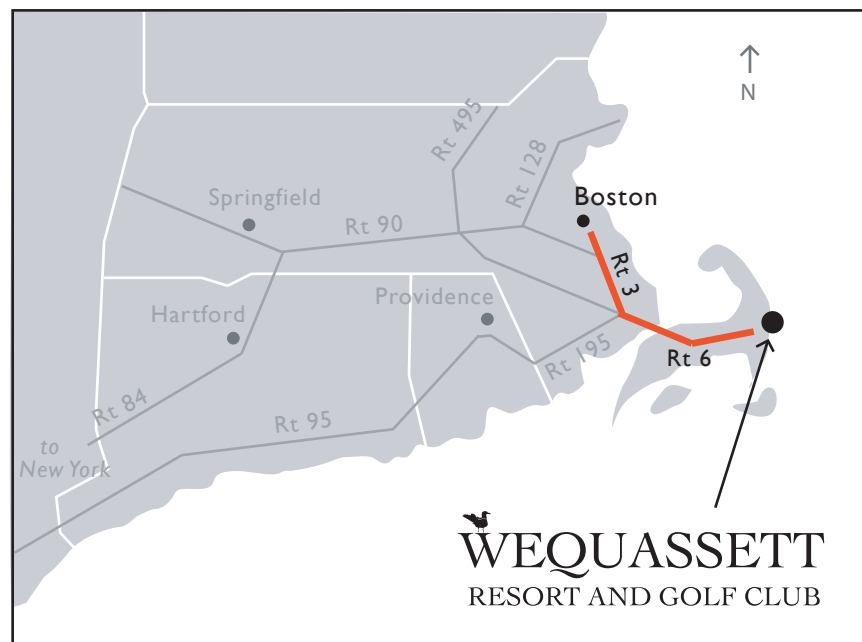 N
Rt 495
Rt 128
Springfield
Boston
Rt 90
Rt 3
Providence
Hartford
Rt 195
Rt 6
Rt 84
Rt 95
to
New York
WEQUASSETT
RESORT AND GOLF CLUB